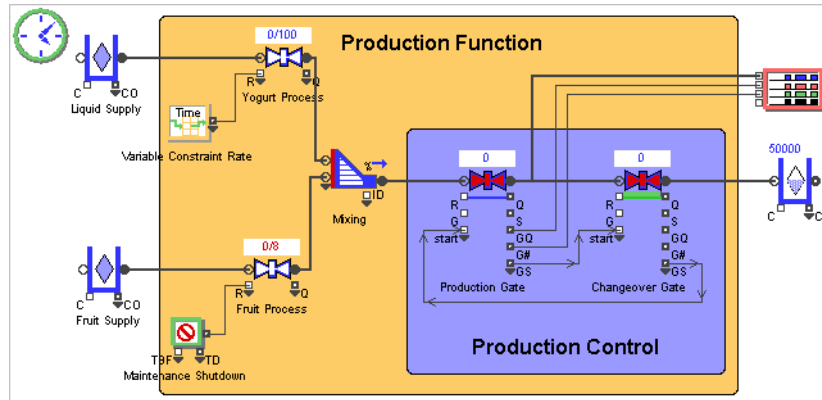 0/100
Production Function
R
Q
C
CO
Liquid Supply
Yogurt Process
Time
Variable Constraint Rate
%
ID
Mixing
0
0
50000
R
Q
G
S
start
GQ
G#
GS
R
Q
G
S
start
GQ
G#
GS
C
C
0/8
R
Q
C
CO
Fruit Supply
Fruit Process
Production Gate
Changeover Gate
T9F
TD
Maintenance Shutdown
Production Control